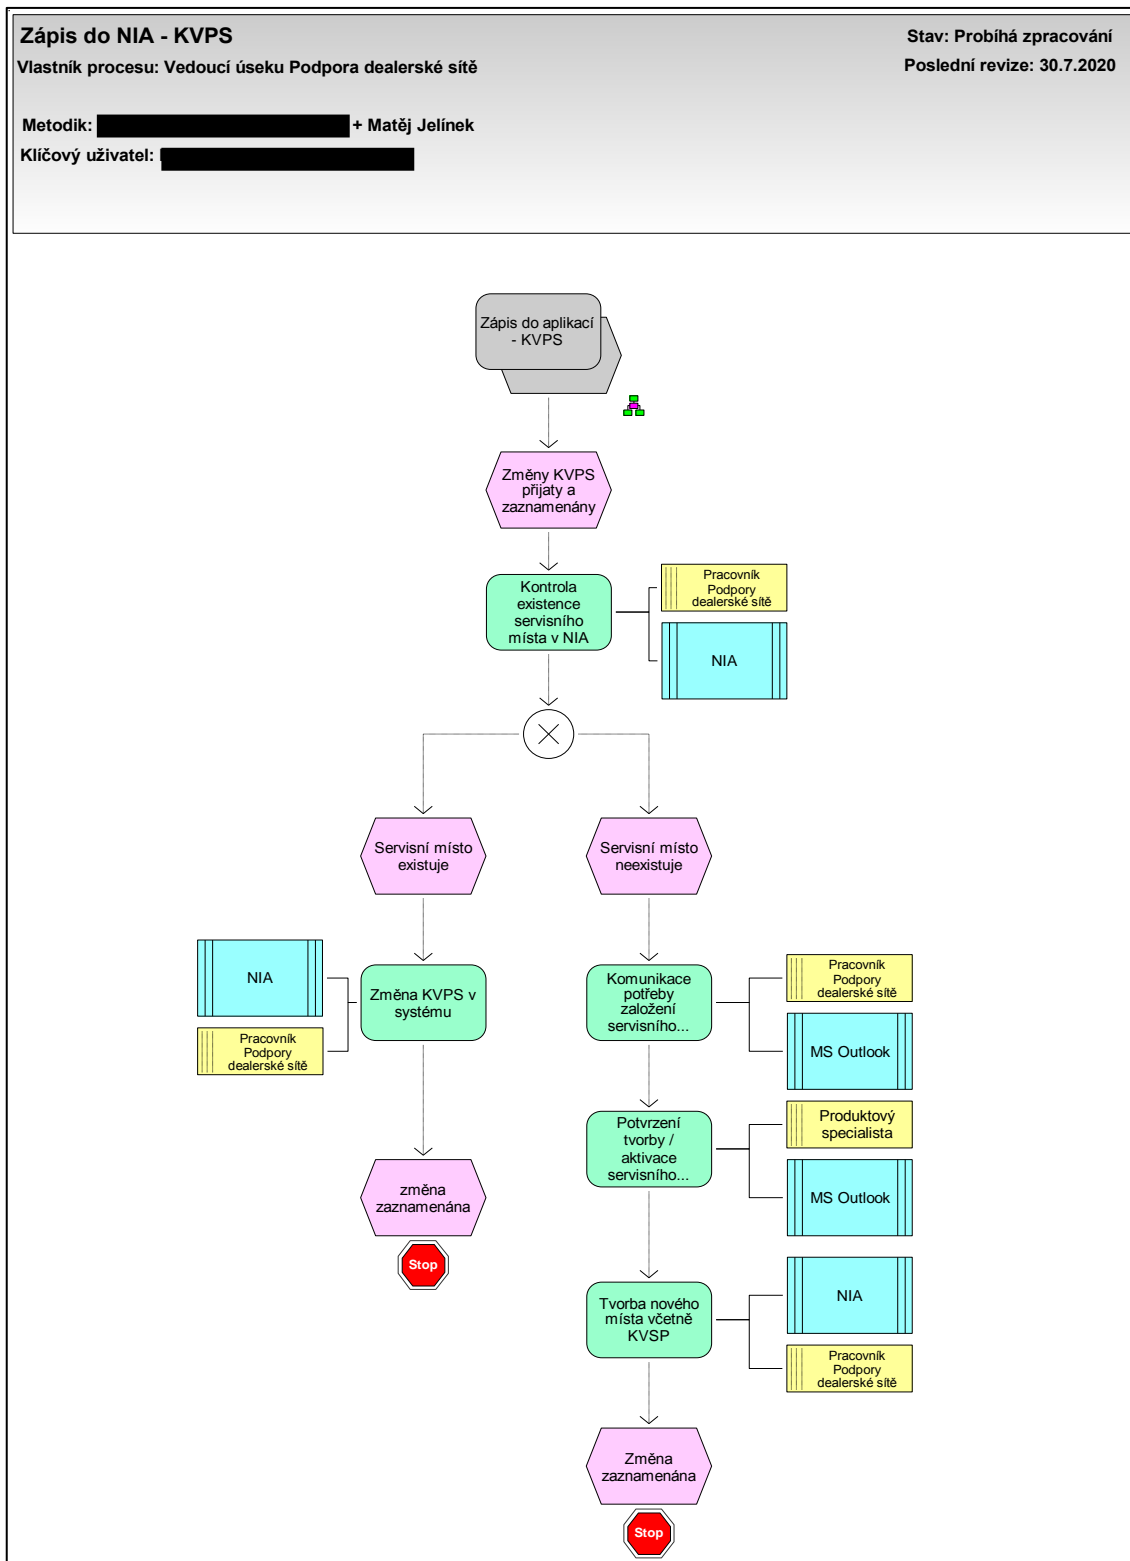 Zápis do NIA - KVPS
Stav: Probíhá zpracování
Vlastník procesu: Vedoucí úseku Podpora dealerské sítě
Poslední revize: 30.7.2020
Metodik: + Matěj Jelínek
Klíčový uživatel:
Zápis do aplikací
- KVPS
Změny KVPS
přijaty a
zaznamenány
Kontrola
existence
servisního
místa v NIA
Pracovník
Podpory
dealerské sítě
NIA
Servisní místo
existuje
Servisní místo
neexistuje
NIA
Pracovník
Podpory
dealerské sítě
Změna KVPS v
systému
Komunikace
potřeby
založení
servisního...
Pracovník
Podpory
dealerské sítě
MS Outlook
Potvrzení
tvorby /
aktivace
servisního...
Produktový
specialista
MS Outlook
změna
zaznamenána
Stop
Tvorba nového
místa včetně
KVSP
NIA
Pracovník
Podpory
dealerské sítě
Změna
zaznamenána
Stop